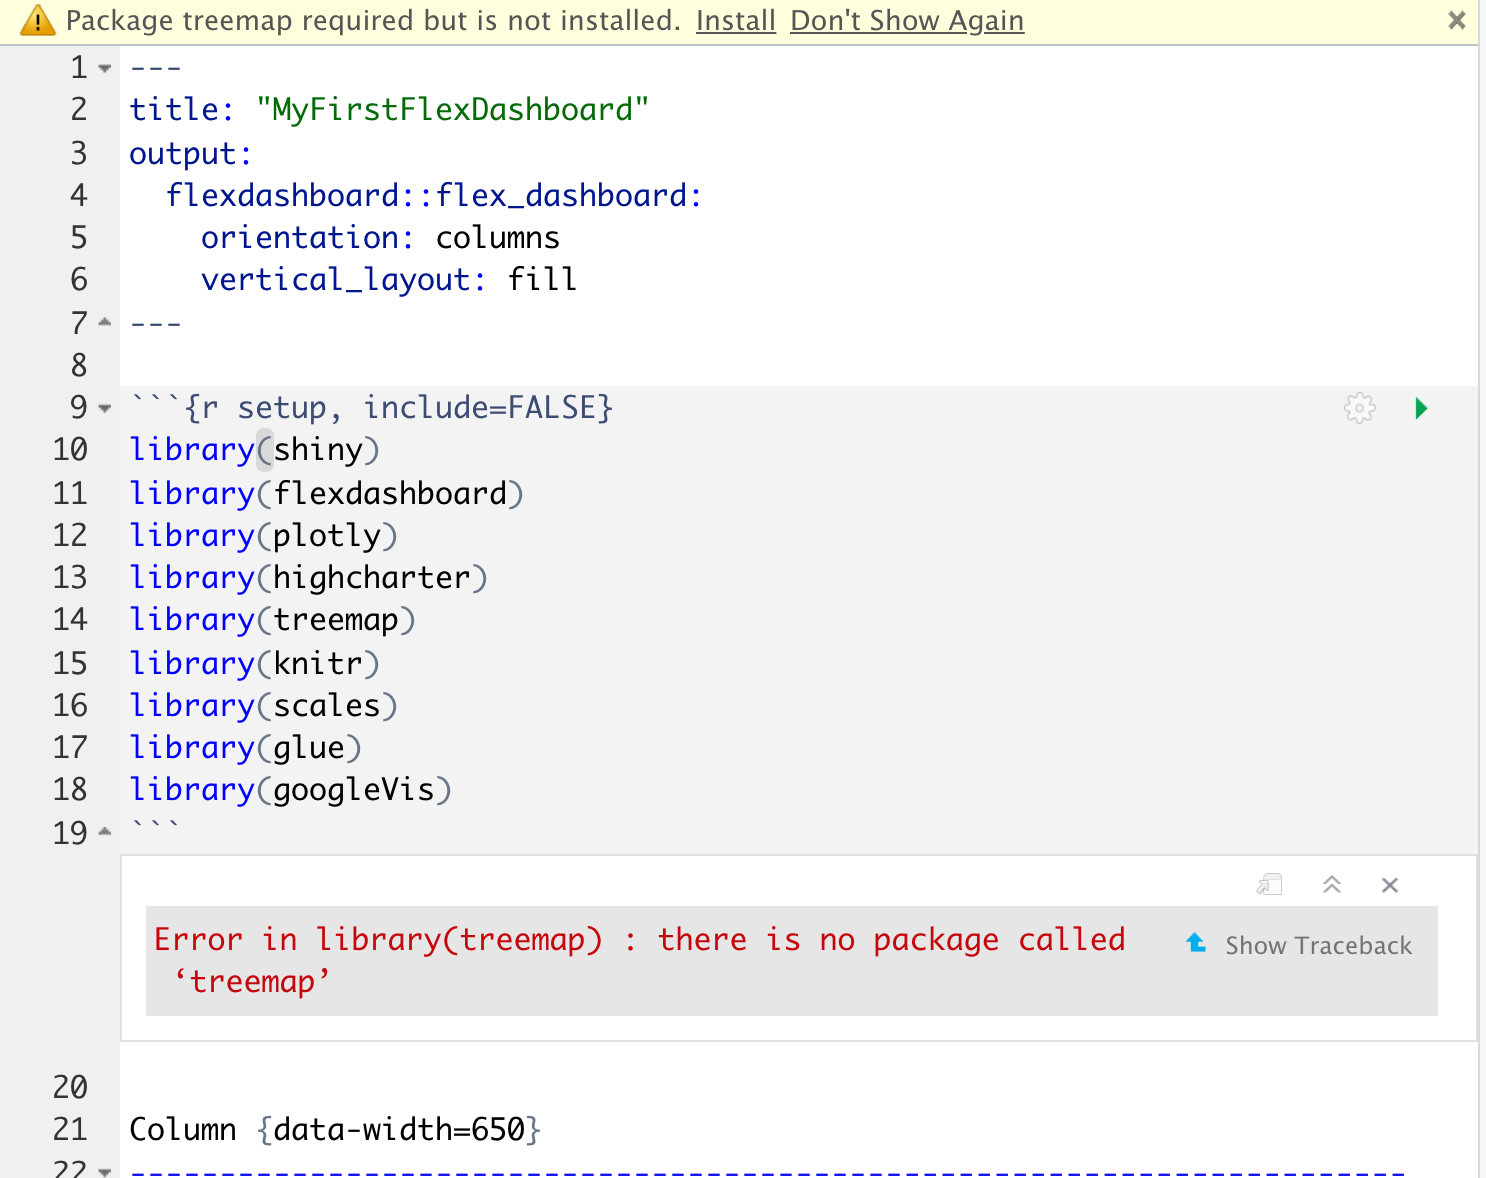 Package treemap required but is not installed. Install Don't Show Again
1 ---
2 title: "MyFirstFlexDashboard"
3 output:
4   flexdashboard::flex_dashboard:
5     orientation: columns
6     vertical_layout: fill
7 ---
8
9 ```{r setup, include=FALSE}
10 library(shiny)
11 library(flexdashboard)
12 library(plotly)
13 library(highcharter)
14 library(treemap)
15 library(knitr)
16 library(scales)
17 library(glue)
18 library(googleVis)
19 ```
Error in library(treemap) : there is no package called Show Traceback
‘treemap’
20
21 Column {data-width=650}
22 -----------------------------------------------------------------------